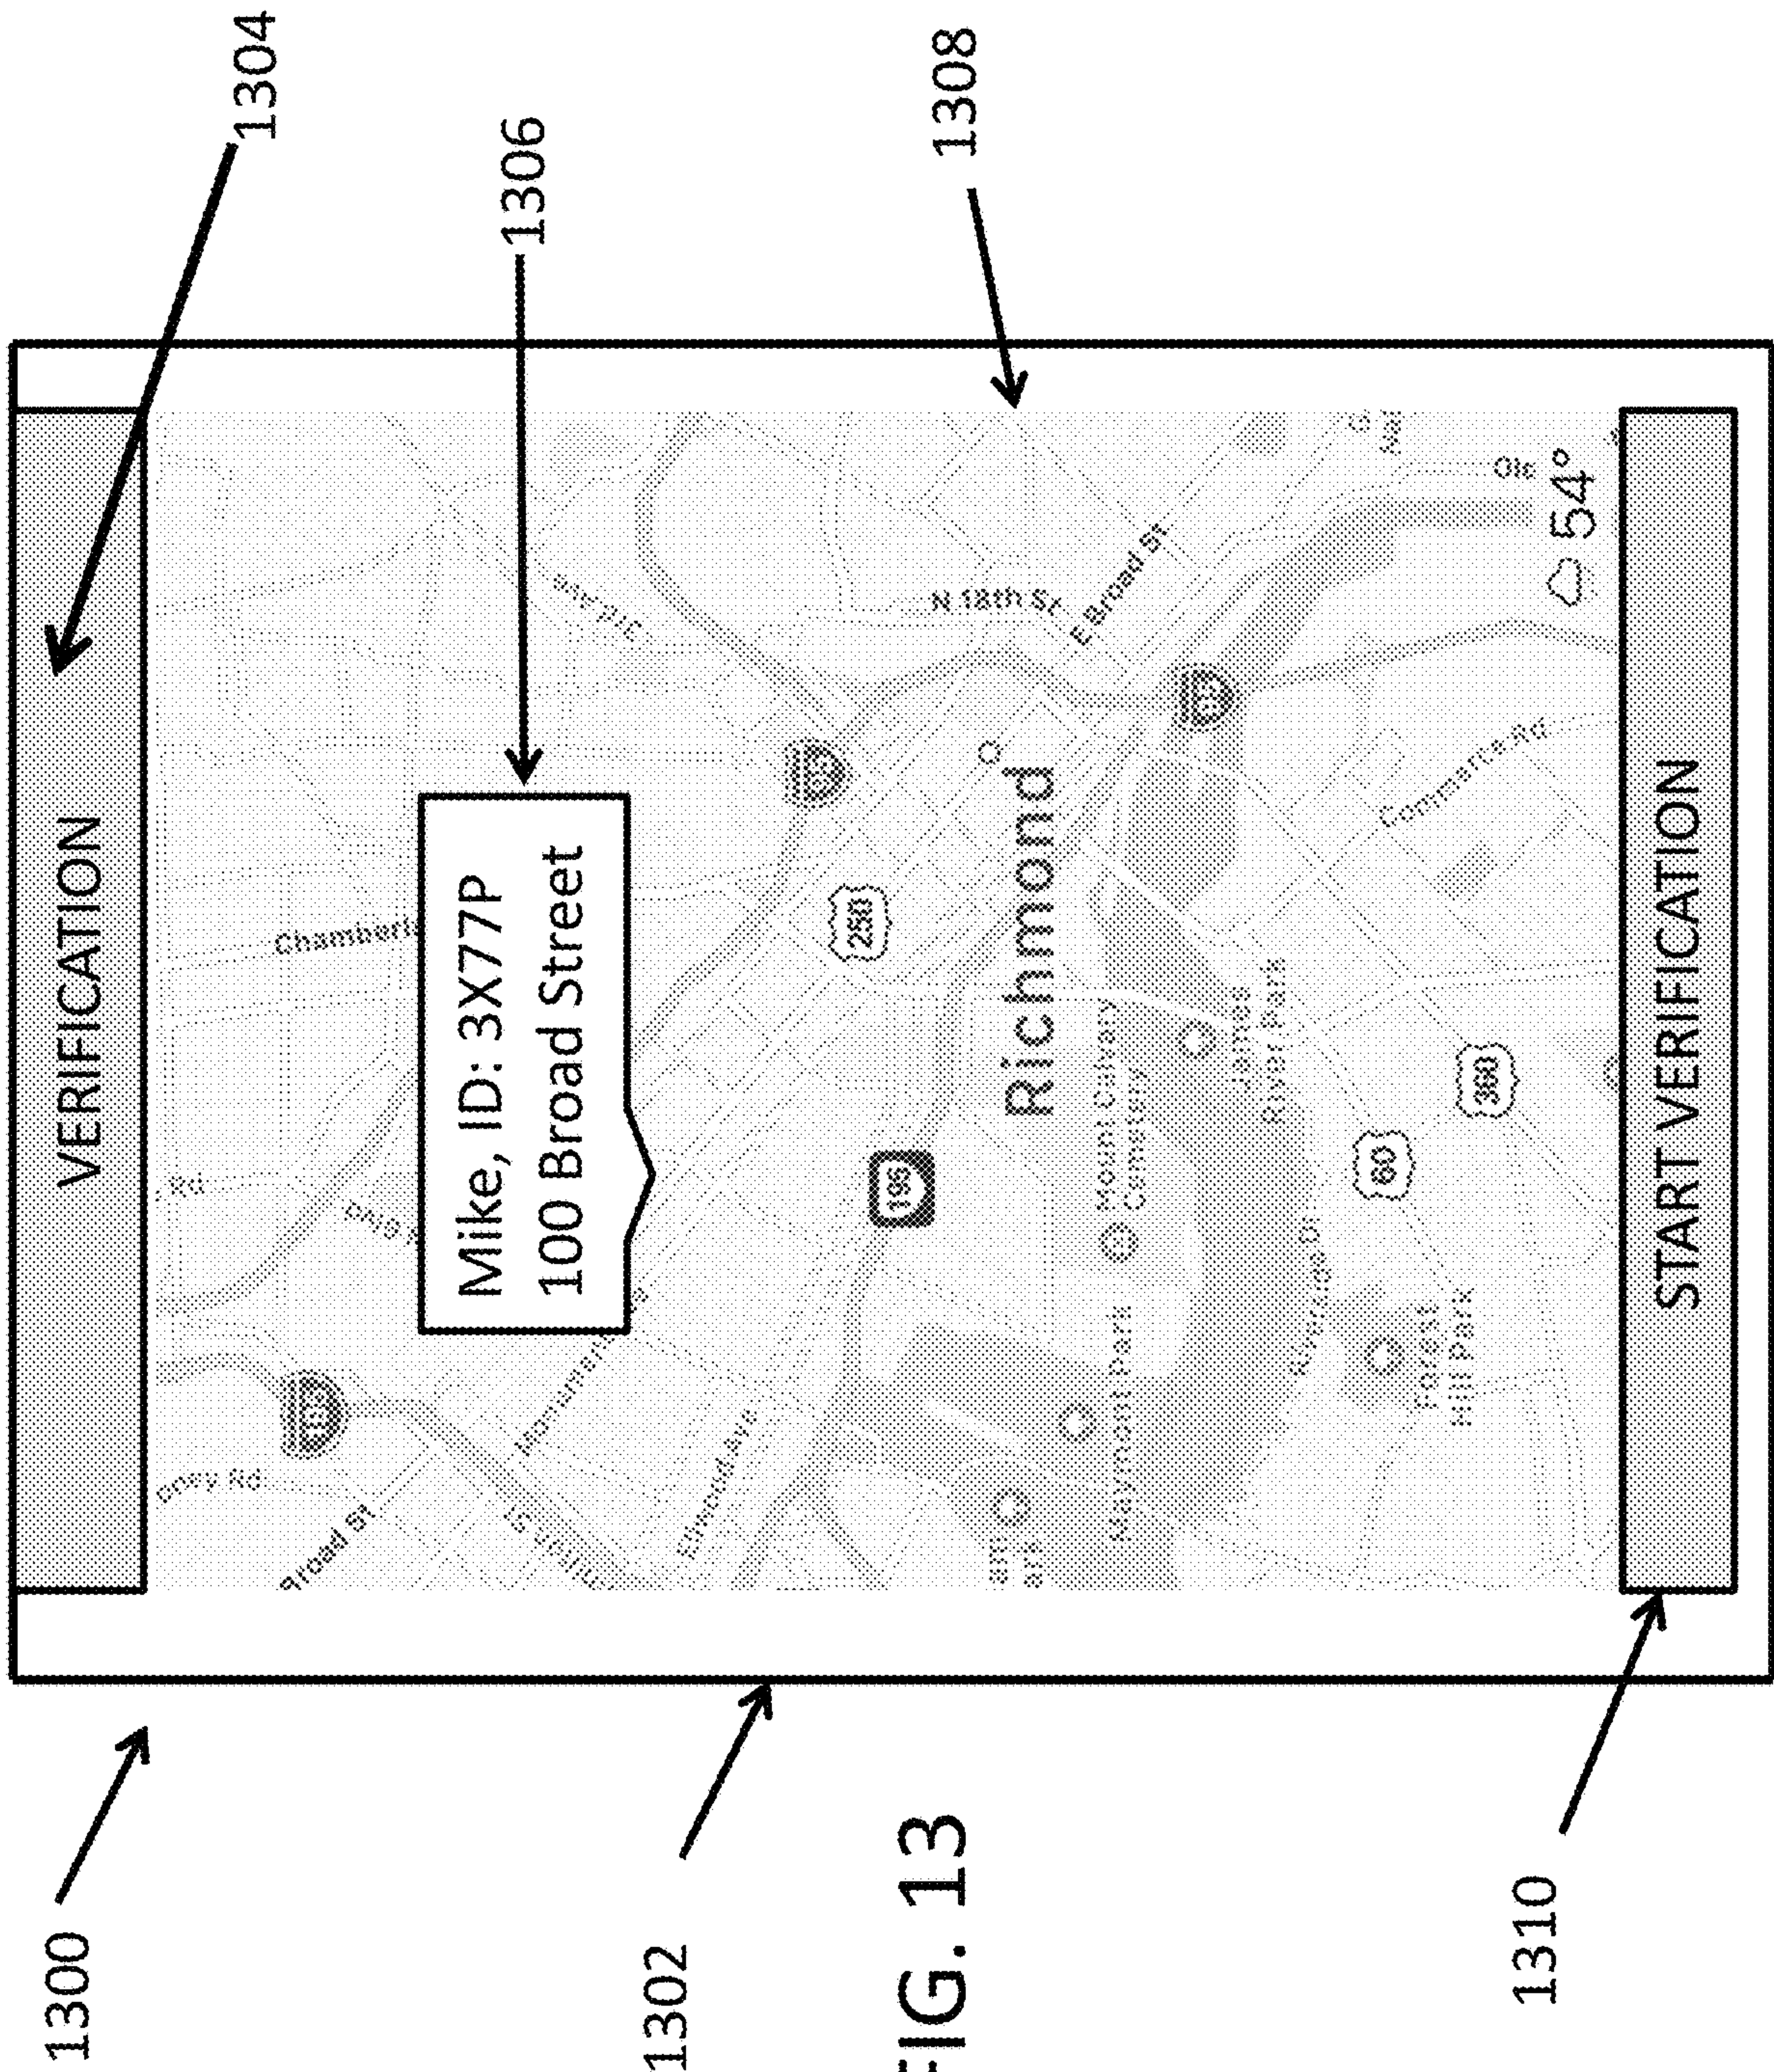 1300
1304
VERIFICATION
1302
1306
Mike, ID: 3X77P
100 Broad Street
1308
Rd
Broad St
Ellwood Ave
250
195
N 18th St
E Broad St
Richmond
Mount Calvary
Cemetery
Maymont Park
James
River Park
Forest
Hill Park
60
360
Commerce Rd
54°
START VERIFICATION
1310
FIG. 13